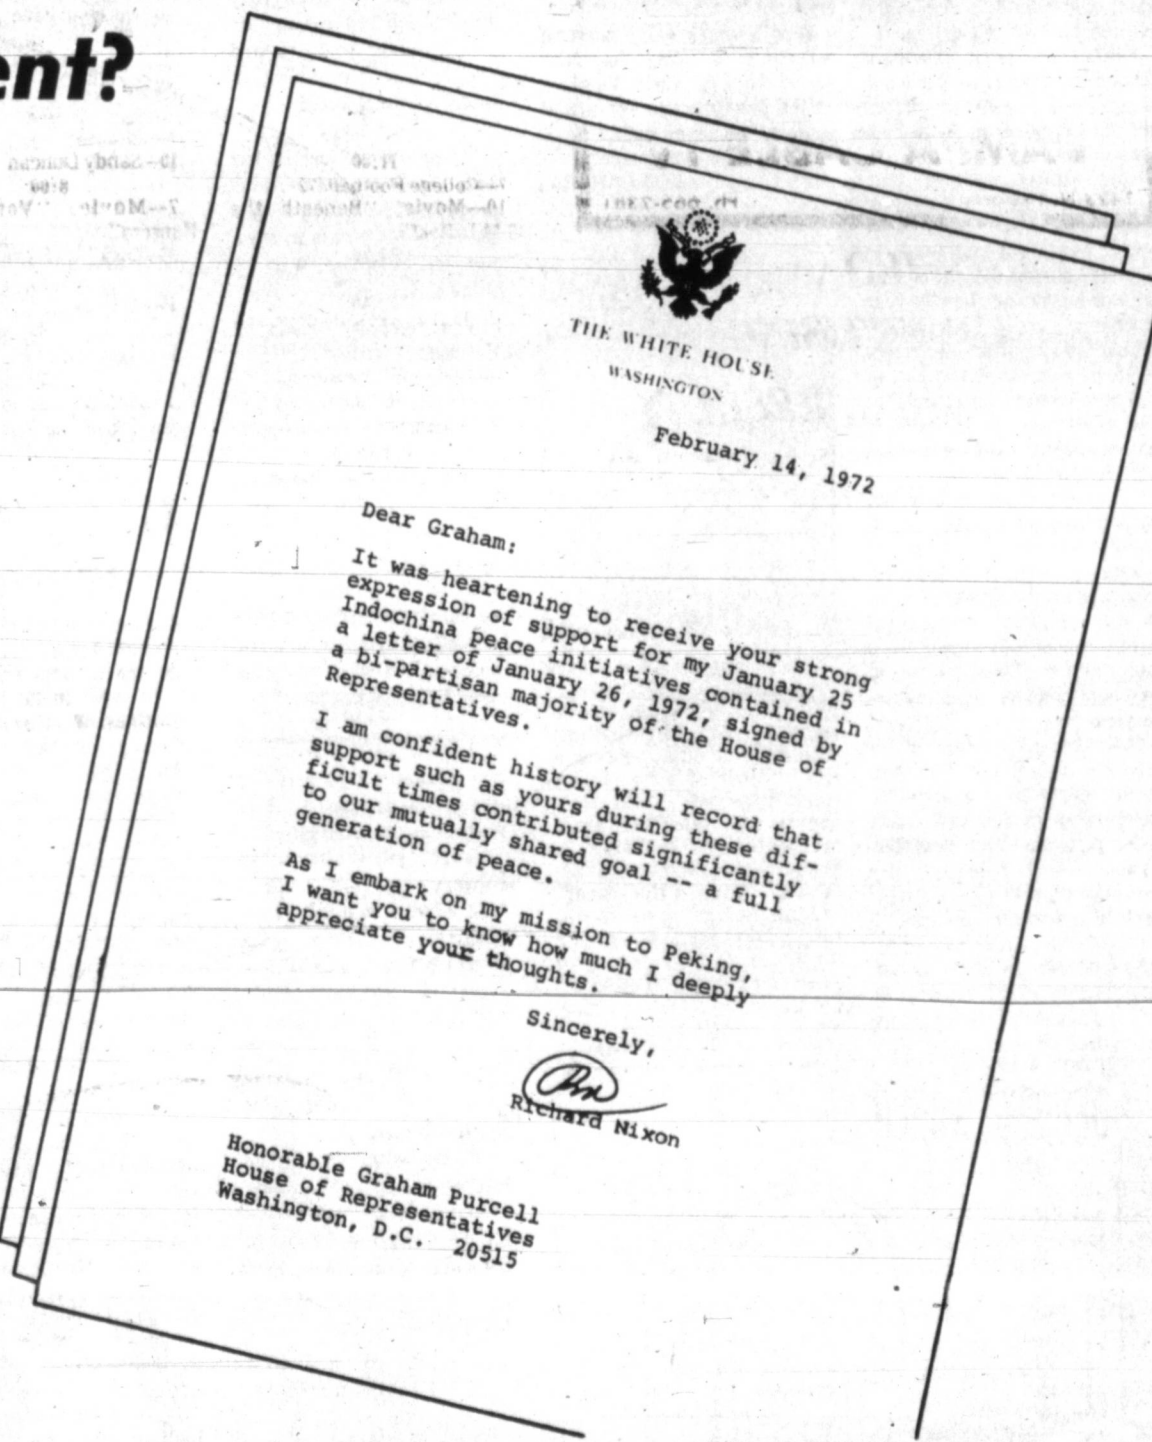 ent?
THE WHITE HOUSE
WASHINGTON
February 14, 1972
Dear Graham:
It was heartening to receive your strong
expression of support for my January 25
Indochina peace initiatives contained in
a letter of January 26, 1972, signed by
a bi-partisan majority of the House of
Representatives.
I am confident history will record that
support such as yours during these dif-
ficult times contributed significantly
to our mutually shared goal -- a full
generation of peace.
As I embark on my mission to Peking,
I want you to know how much I deeply
appreciate your thoughts.
Sincerely,
RN
Richard Nixon
Honorable Graham Purcell
House of Representatives
Washington, D.C. 20515